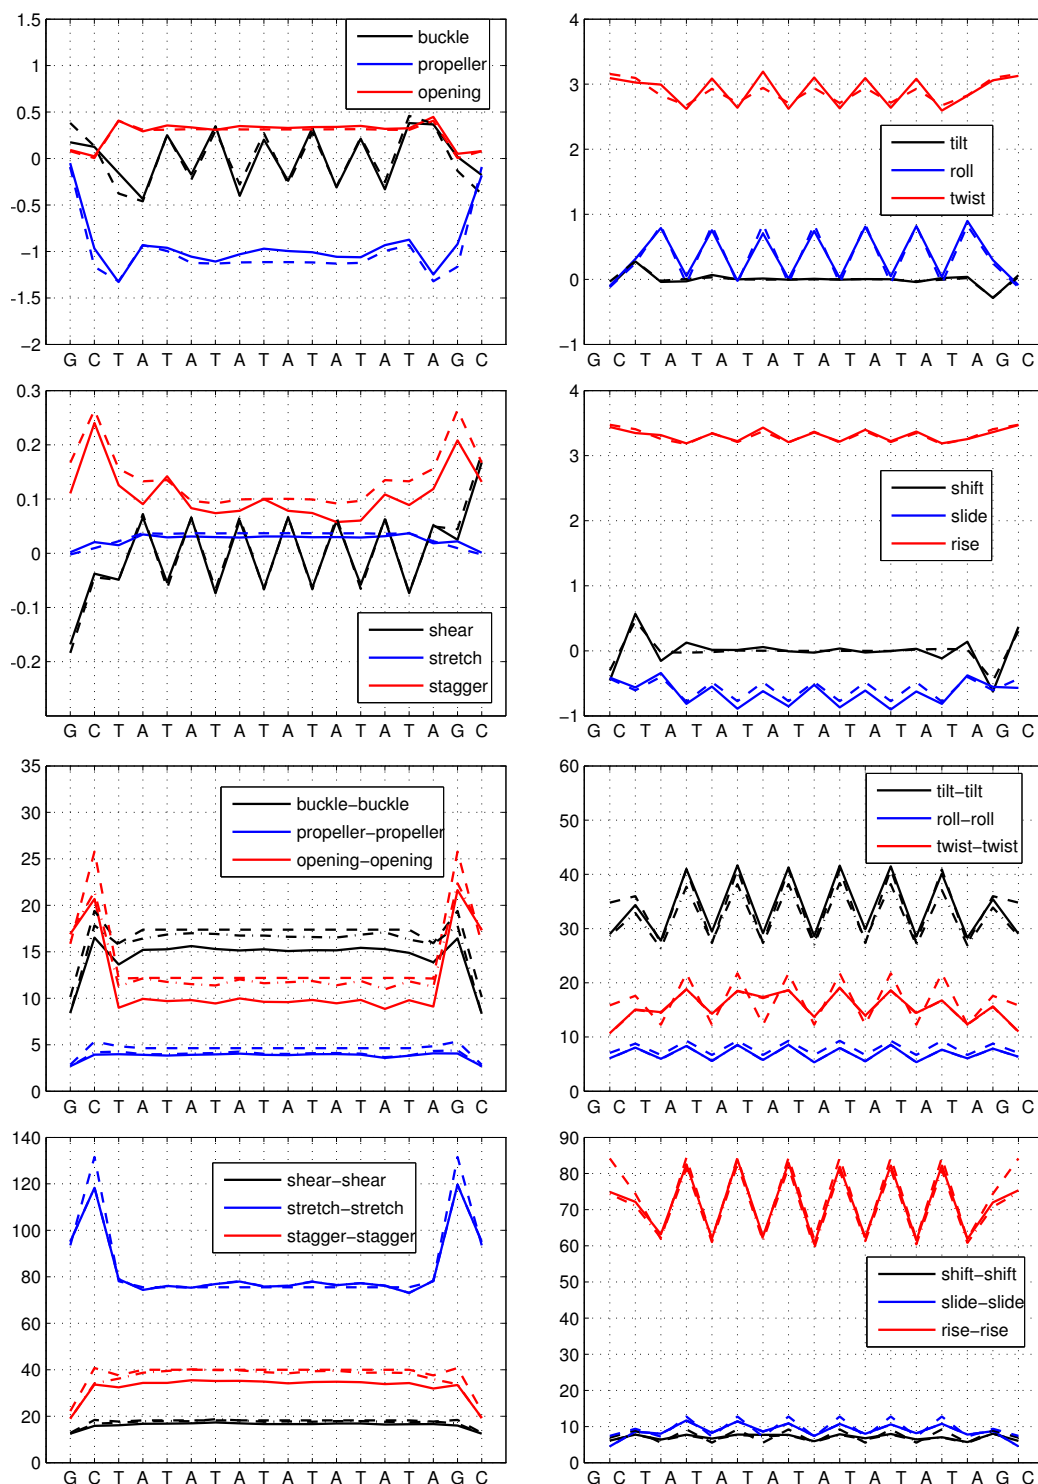 1.5
1
0.5
0
-0.5
−1
−1.5
−2
buckle
propeller
opening
G C T A T A T A T A T A T A T A G C
4
3
2
1
0
−1
tilt
roll
twist
G C T A T A T A T A T A T A T A G C
0.3
0.2
0.1
0
-0.1
-0.2
shear
stretch
stagger
G C T A T A T A T A T A T A T A G C
4
3
2
1
0
−1
shift
slide
rise
G C T A T A T A T A T A T A T A G C
35
30
25
20
15
10
5
0
buckle−buckle
propeller−propeller
opening−opening
G C T A T A T A T A T A T A T A G C
60
50
40
30
20
10
0
tilt−tilt
roll−roll
twist−twist
G C T A T A T A T A T A T A T A G C
140
120
100
80
60
40
20
0
shear−shear
stretch−stretch
stagger−stagger
G C T A T A T A T A T A T A T A G C
90
80
70
60
50
40
30
20
10
0
shift−shift
slide−slide
rise−rise
G C T A T A T A T A T A T A T A G C